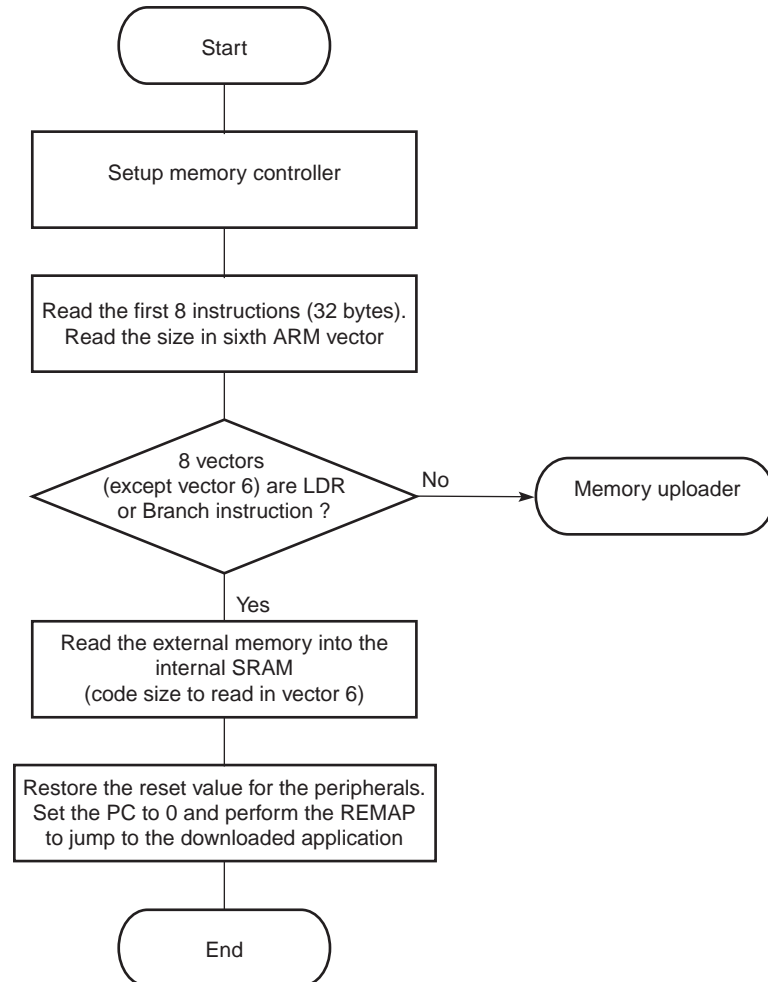 Start
Setup memory controller
Read the first 8 instructions (32 bytes).
Read the size in sixth ARM vector
8 vectors
(except vector 6) are LDR
or Branch instruction ?
No
Memory uploader
Yes
Read the external memory into the
internal SRAM
(code size to read in vector 6)
Restore the reset value for the peripherals.
Set the PC to 0 and perform the REMAP
to jump to the downloaded application
End